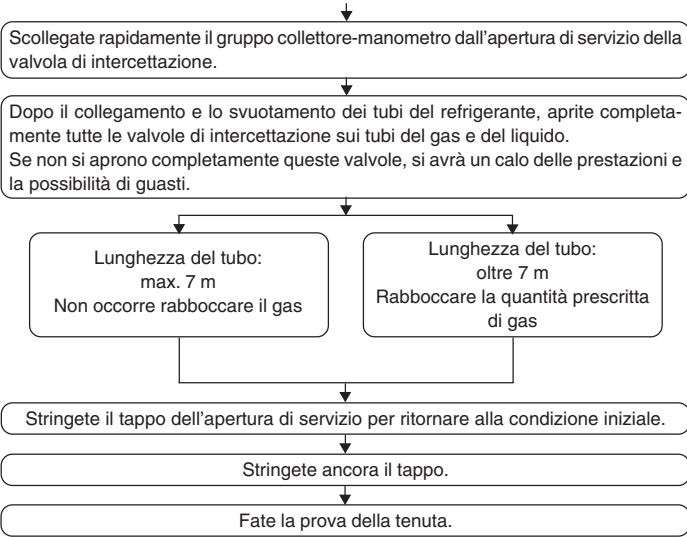 Scollegate rapidamente il gruppo collettore-manometro dall'apertura di servizio della
valvola di intercettazione.
Dopo il collegamento e lo svuotamento dei tubi del refrigerante, aprite completa-
mente tutte le valvole di intercettazione sui tubi del gas e del liquido.
Se non si aprono completamente queste valvole, si avrà un calo delle prestazioni e
la possibilità di guasti.
Lunghezza del tubo:
max. 7 m
Non occorre rabboccare il gas
Lunghezza del tubo:
oltre 7 m
Rabboccare la quantità prescritta
di gas
Stringete il tappo dell'apertura di servizio per ritornare alla condizione iniziale.
Stringete ancora il tappo.
Fate la prova della tenuta.